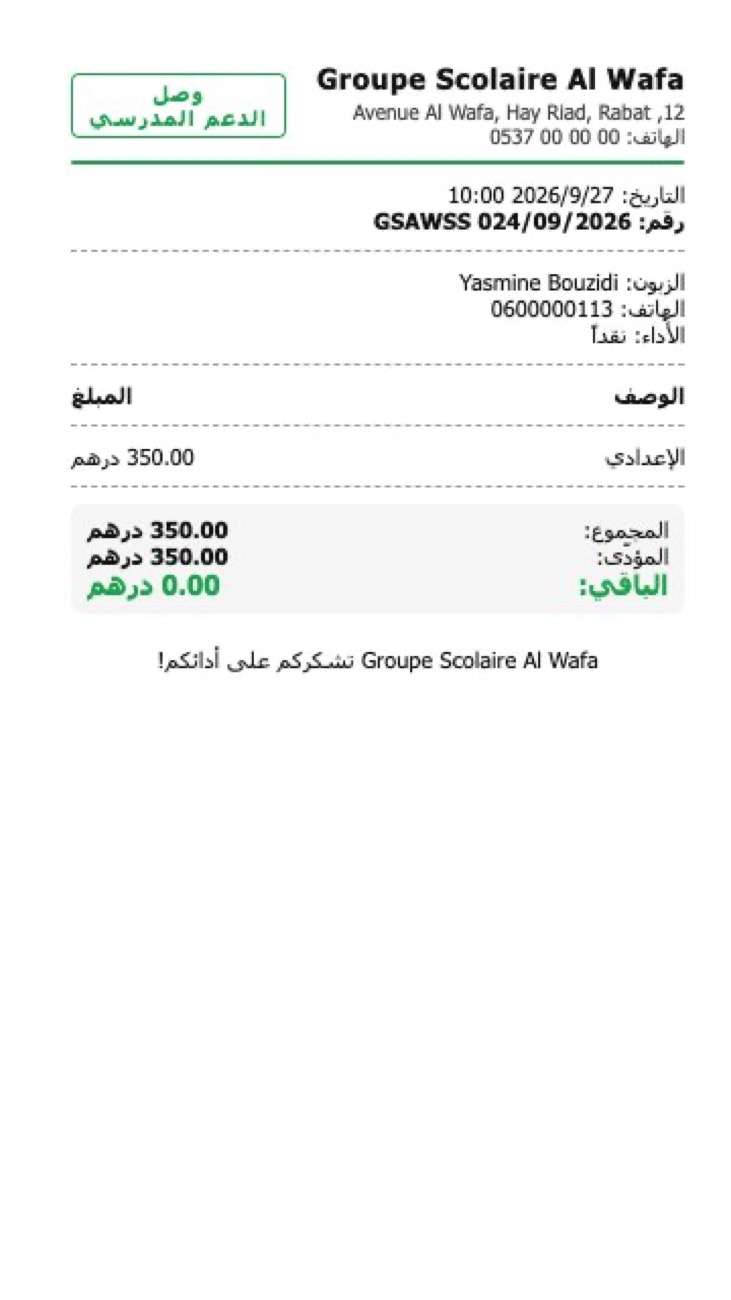 Groupe Scolaire Al Wafa
12, Avenue Al Wafa, Hay Riad, Rabat
الهاتف: 0537 00 00 00
وصل
الدعم المدرسي
التاريخ: 2026/9/27 10:00
رقم: GSAWSS 024/09/2026
الزبون: Yasmine Bouzidi
الهاتف: 0600000113
الأداء: نقداً
الوصف المبلغ
الإعدادي 350.00 درهم
المجموع: 350.00 درهم
المؤدّى: 350.00 درهم
الباقي: 0.00 درهم
Groupe Scolaire Al Wafa تشكركم على أدائكم!